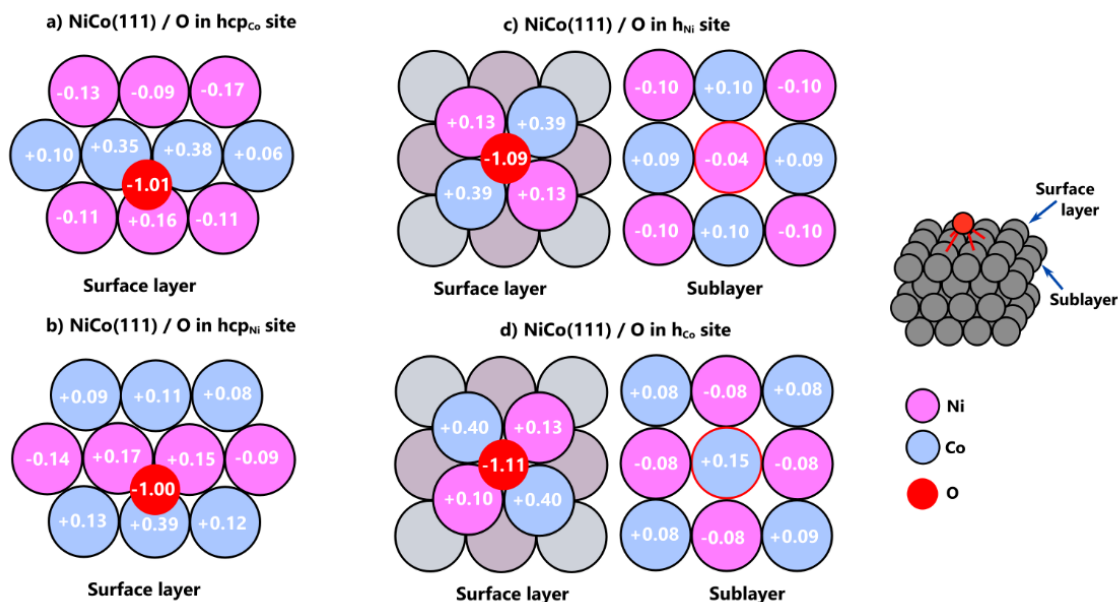 a) NiCo(111) / O in hcpCo site
-0.13 -0.09 -0.17
+0.10 +0.35 +0.38 +0.06
-1.01
-0.11 +0.16 -0.11
Surface layer
b) NiCo(111) / O in hcpNi site
+0.09 +0.11 +0.08
-0.14 +0.17 +0.15 -0.09
-1.00
+0.13 +0.39 +0.12
Surface layer
c) NiCo(111) / O in hNi site
+0.13 +0.39
-1.09
+0.39 +0.13
Surface layer
-0.10 +0.10 -0.10
+0.09 -0.04 +0.09
-0.10 +0.10 -0.10
Sublayer
d) NiCo(111) / O in hCo site
+0.40 +0.13
-1.11
+0.10 +0.40
Surface layer
+0.08 -0.08 +0.08
-0.08 +0.15 -0.08
+0.08 -0.08 +0.09
Sublayer
Surface
layer
Sublayer
Ni
Co
O